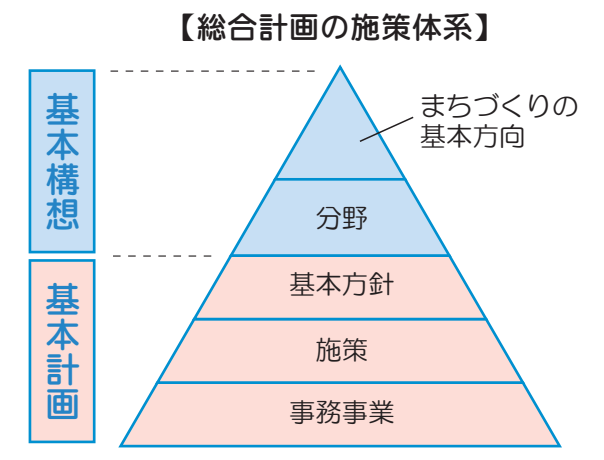 【総合計画の施策体系】
基本構想
まちづくりの
基本方向
分野
基本計画
基本方針
施策
事務事業